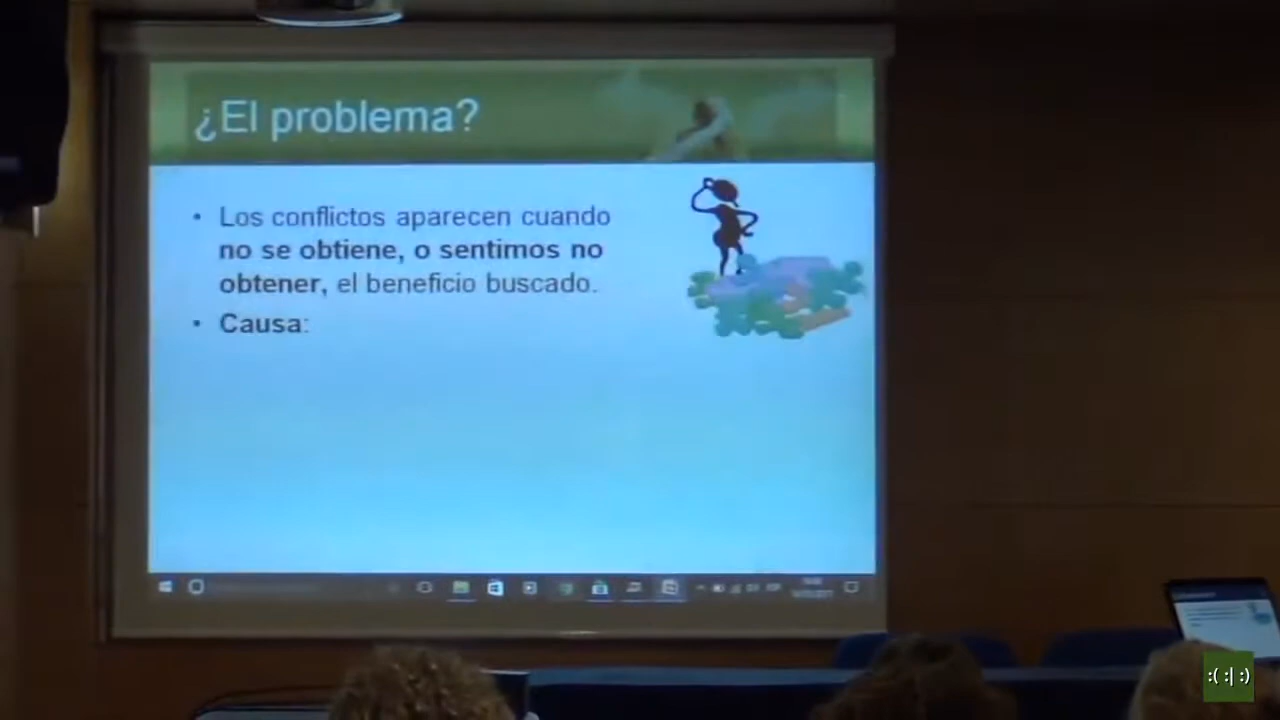 ¿El problema?
• Los conflictos aparecen cuando
no se obtiene, o sentimos no
obtener, el beneficio buscado.
• Causa:
:( :| :)